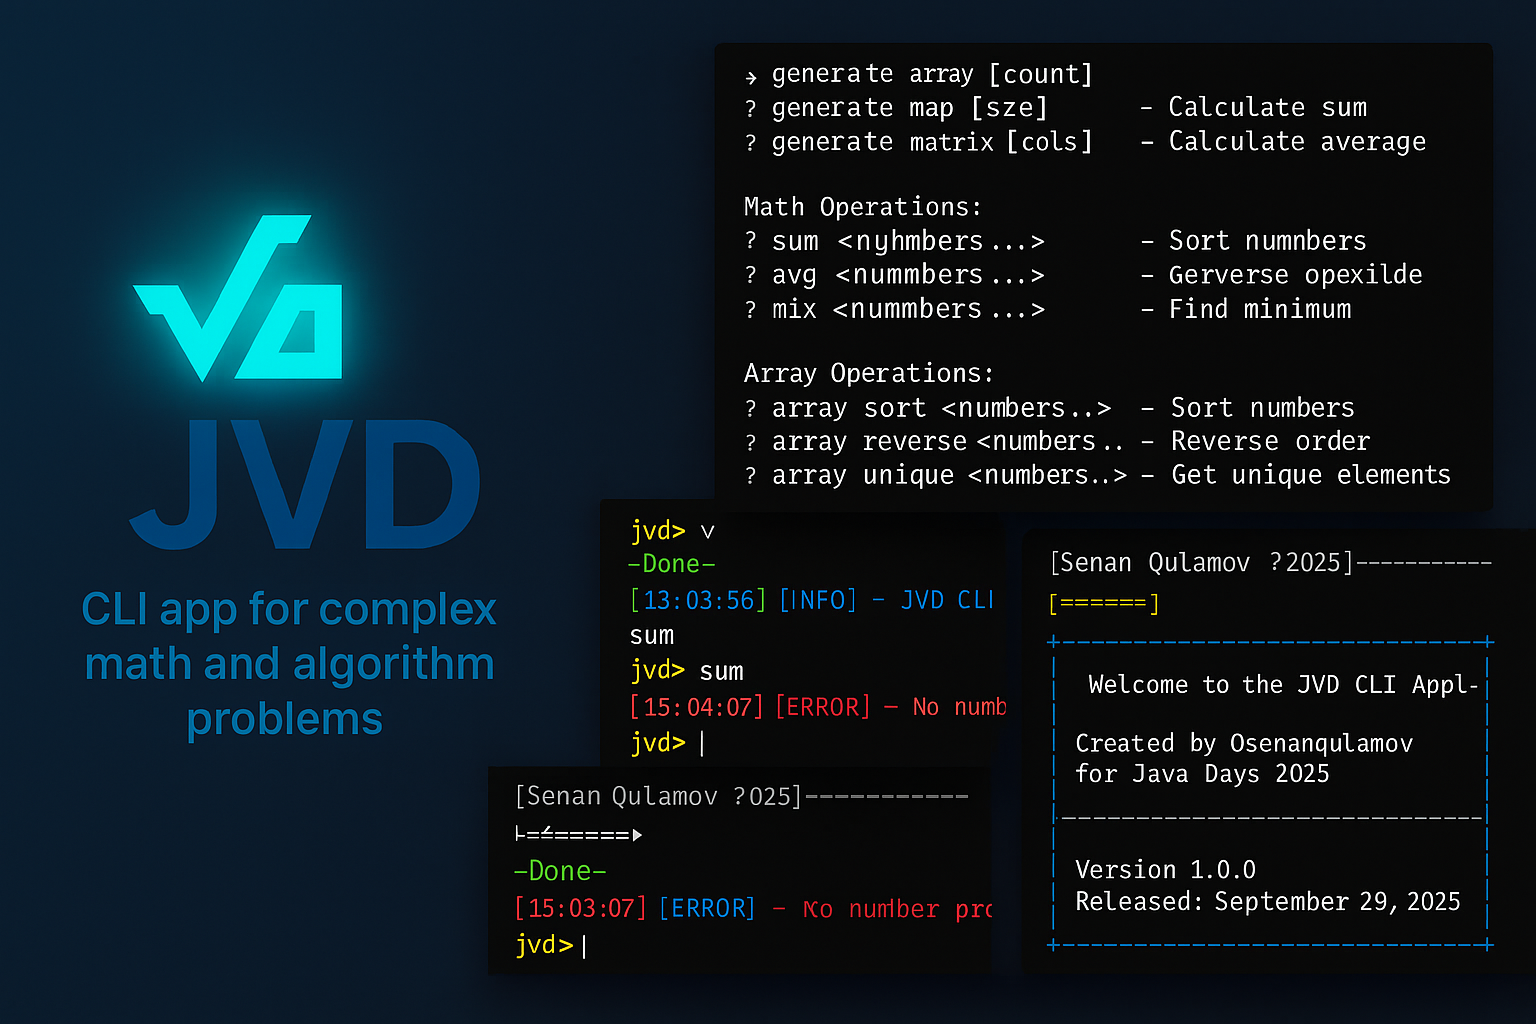 JVD
CLI app for complex
math and algorithm
problems
→ generate array [count]
? generate map [sze] – Calculate sum
? generate matrix [cols] – Calculate average
Math Operations:
? sum <nyhmbers...> – Sort numnbers
? avg <nummbers...> – Gerverse opexilde
? mix <nummbers...> – Find minimum
Array Operations:
? array sort <numbers..> – Sort numbers
? array reverse <numbers.. – Reverse order
? array unique <numbers..> – Get unique elements
jvd> v
–Done–
[13:03:56] [INFO] – JVD CLI
sum
jvd> sum
[15:04:07] [ERROR] – No numb
jvd> |
[Senan Qulamov ?025]-----------
–Done–
[15:03:07] [ERROR] – No number pro
jvd> |
[Senan Qulamov ?2025]-----------
[======]
Welcome to the JVD CLI Appl-
Created by Osenanqulamov
for Java Days 2025
Version 1.0.0
Released: September 29, 2025